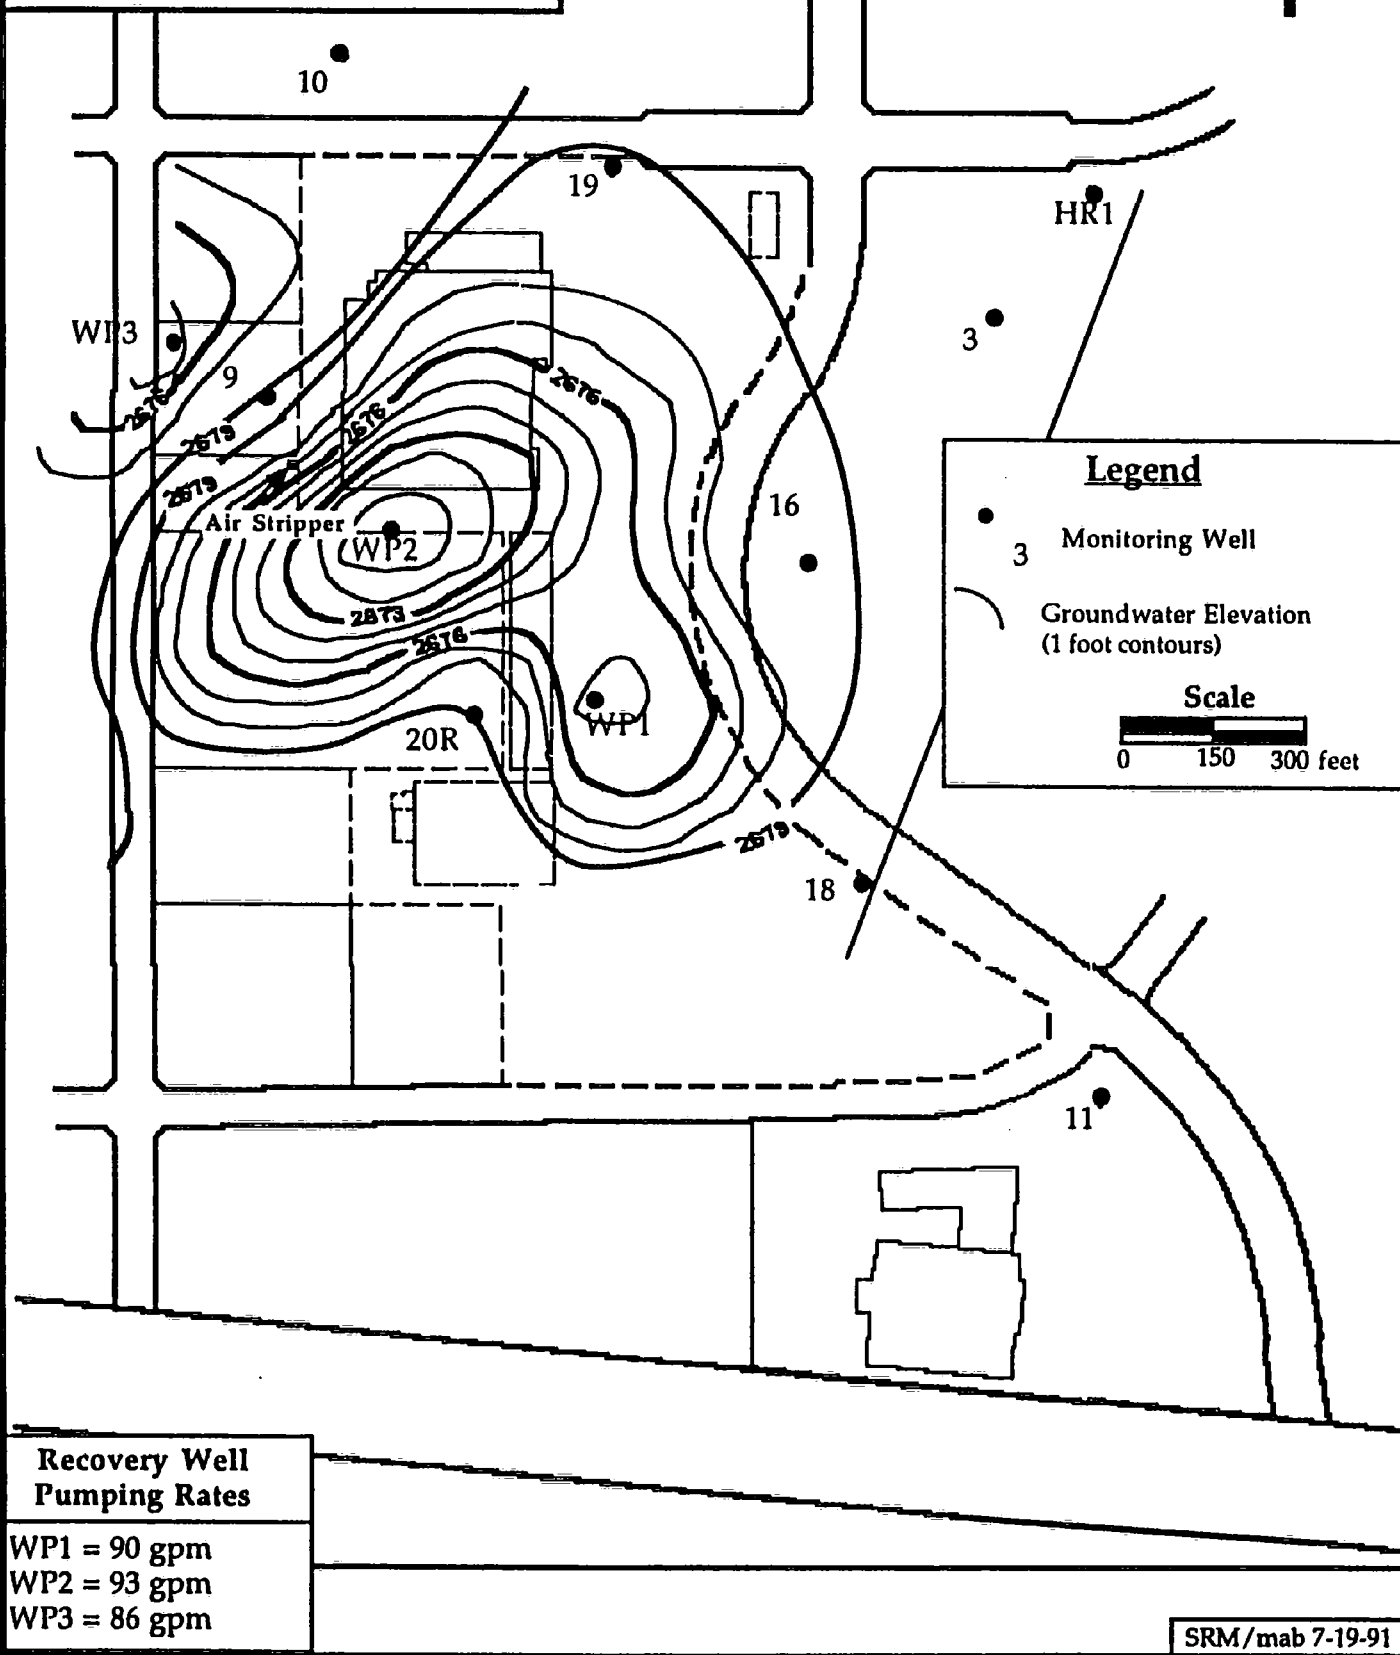 10
19
HR1
WP3
3
9
2676
2676
2676
2679
2679
Legend
16
Air Stripper
WP2
3 Monitoring Well
2673
Groundwater Elevation
(1 foot contours)
2676
WP1
Scale
20R
0 150 300 feet
2679
18
11
Recovery Well
Pumping Rates
WP1 = 90 gpm
WP2 = 93 gpm
WP3 = 86 gpm
SRM/mab 7-19-91